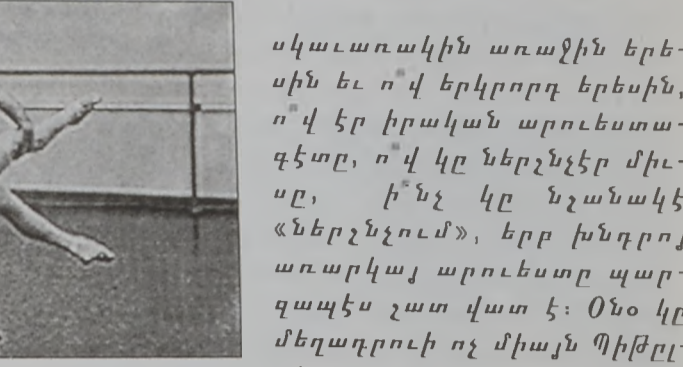 սկաւառակին առաջին երե-
սին եւ ո՞վ երկրորդ երեսին,
ո՞վ էր իրական արուեստա-
գէտը, ո՞վ կը ներշնչէր միւ-
սը, ի՞նչ կը նշանակէ
«ներշնչում», երբ խնդրոյ
առարկայ արուեստը պար-
զապէս շատ վատ է: Օնօ կը
մեղադրուի ոչ միայն Պիթըլ-